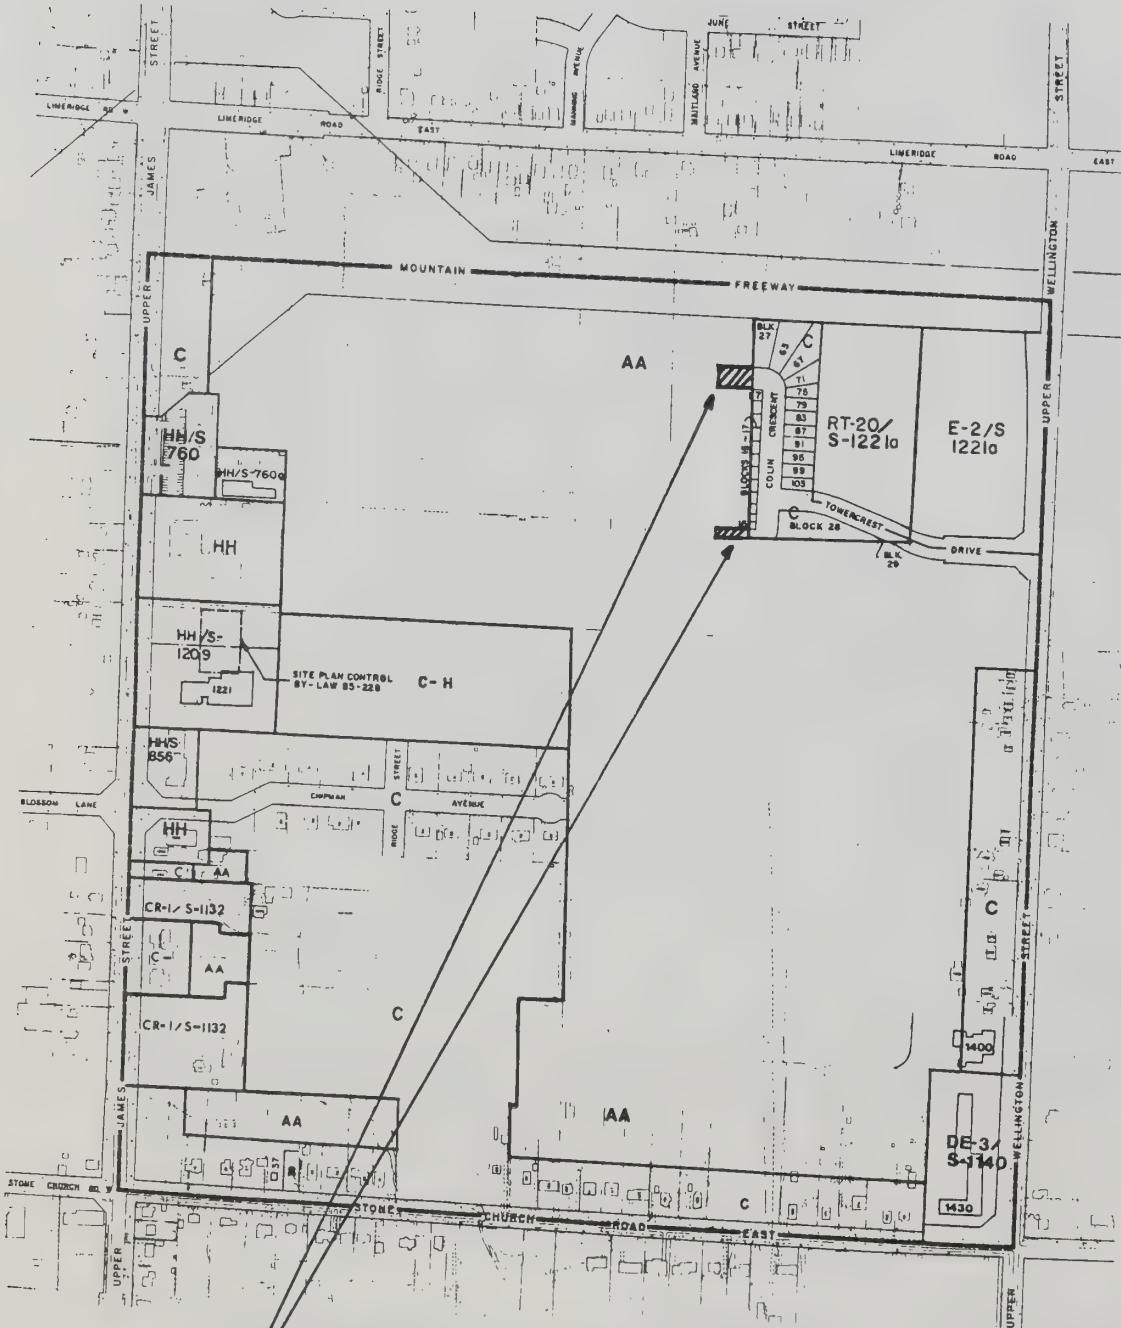 JUNE STREET
STREET
RIDGE STREET
MANNING AVENUE
MAITLAND AVENUE
STREET
LIMERIDGE RD W
LIMERIDGE ROAD EAST
LIMERIDGE ROAD EAST
JAMES
WELLINGTON
MOUNTAIN FREEWAY
UPPER
UPPER
C
AA
BLK 27
63
C
67
71
75
79
83
87
91
95
99
103
17
BLOCKS 16-17
COLIN CRESCENT
RT-20/
S-1221a
E-2/S
1221a
HH/S
760
HH/S-760a
TOWERCREST DRIVE
C
BLOCK 28
BLK
29
HH
HH/S-
1209
1221
SITE PLAN CONTROL
BY-LAW 85-228
C-H
HH/S
856
STREET
RIDGE
BLOSSOM LANE
CHIPMAN C AVENUE
HH
C
AA
CR-1/S-1132
STREET
C
AA
C
STREET
C
CR-1/S-1132
1400
JAMES
AA
AA
WELLINGTON
DE-3/
S-1140
1430
1137
C
STONE CHURCH RD W
STONE CHURCH ROAD EAST
UPPER
UPPER